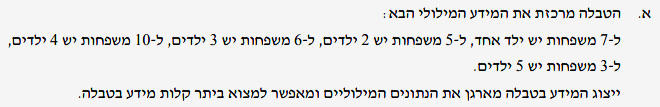 א. הטבלה מרכזת את המידע המילולי הבא:
ל-7 משפחות יש ילד אחד, ל-5 משפחות יש 2 ילדים, ל-6 משפחות יש 3 ילדים, ל-10 משפחות יש 4 ילדים,
ל-3 משפחות יש 5 ילדים.
ייצוג המידע בטבלה מארגן את הנתונים המילוליים ומאפשר למצוא ביתר קלות מידע בטבלה.